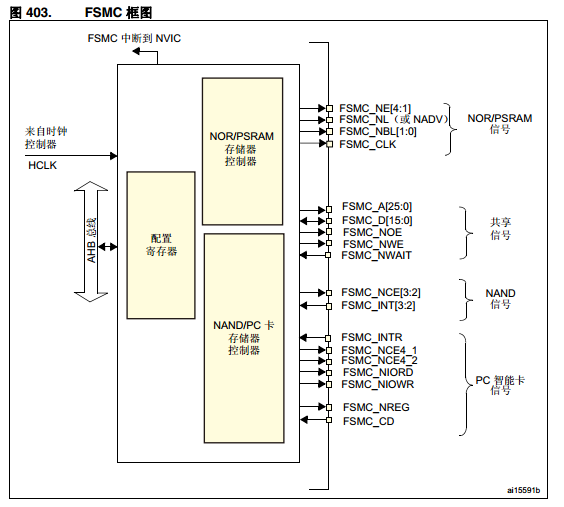 图 403. FSMC 框图
FSMC 中断到 NVIC
来自时钟
控制器
HCLK
AHB 总线
配置
寄存器
NOR/PSRAM
存储器
控制器
NAND/PC 卡
存储器
控制器
FSMC_NE[4:1]
FSMC_NL（或 NADV）
FSMC_NBL[1:0]
FSMC_CLK
NOR/PSRAM
信号
FSMC_A[25:0]
FSMC_D[15:0]
FSMC_NOE
FSMC_NWE
FSMC_NWAIT
共享
信号
FSMC_NCE[3:2]
FSMC_INT[3:2]
NAND
信号
FSMC_INTR
FSMC_NCE4_1
FSMC_NCE4_2
FSMC_NIORD
FSMC_NIOWR
FSMC_NREG
FSMC_CD
PC 智能卡
信号
ai15591b